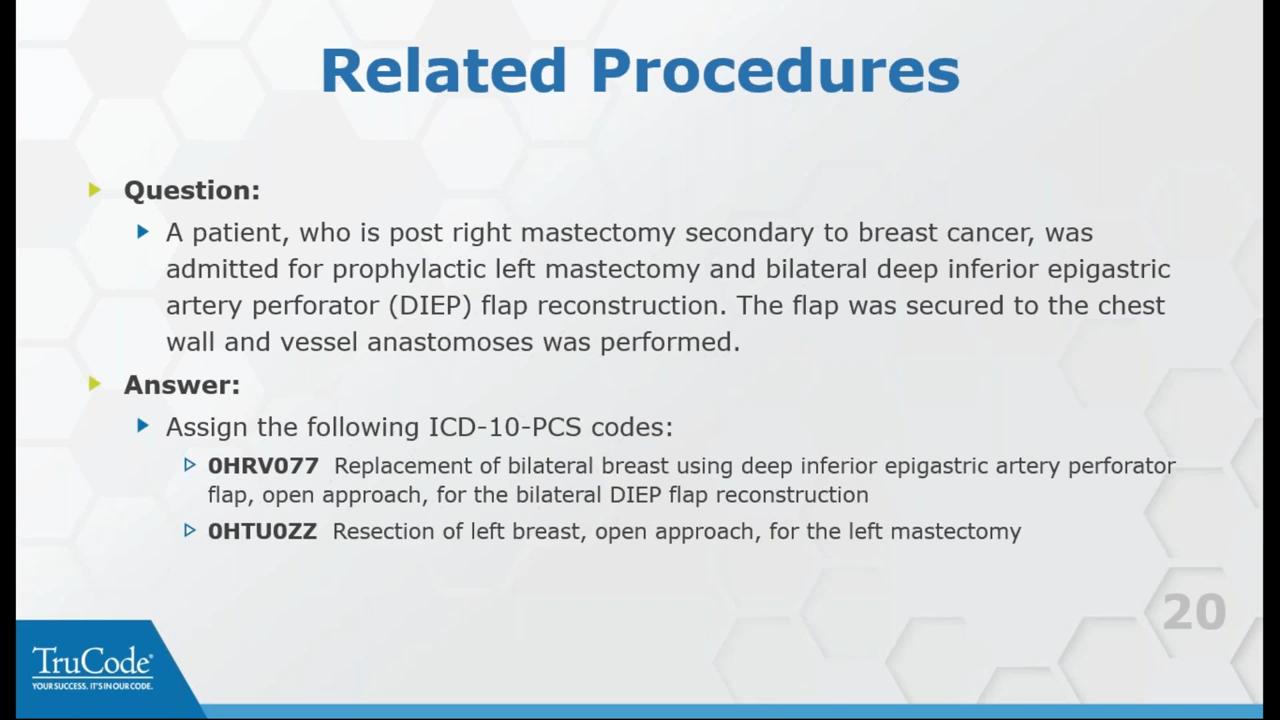 Related Procedures
Question:
A patient, who is post right mastectomy secondary to breast cancer, was
admitted for prophylactic left mastectomy and bilateral deep inferior epigastric
artery perforator (DIEP) flap reconstruction. The flap was secured to the chest
wall and vessel anastomoses was performed.
Answer:
Assign the following ICD-10-PCS codes:
0HRV077 Replacement of bilateral breast using deep inferior epigastric artery perforator
flap, open approach, for the bilateral DIEP flap reconstruction
0HTU0ZZ Resection of left breast, open approach, for the left mastectomy
20
TruCode®
YOUR SUCCESS. IT'S IN OUR CODE.